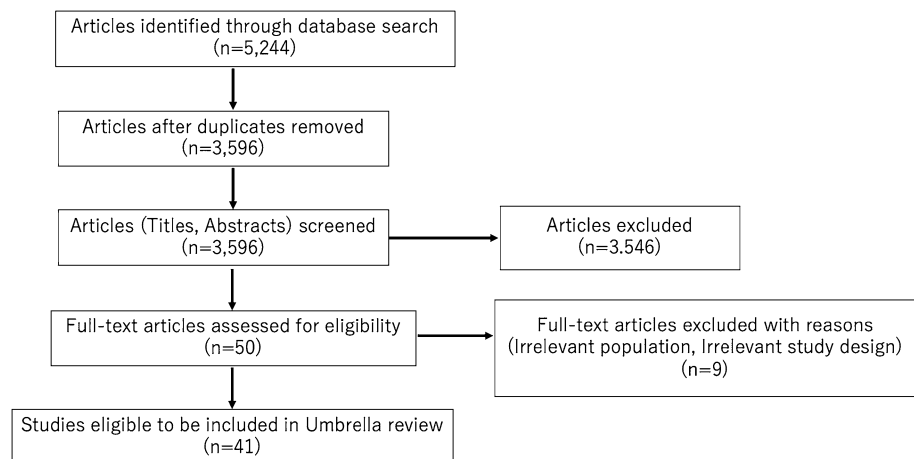 Articles identified through database search
(n=5,244)
Articles after duplicates removed
(n=3,596)
Articles (Titles, Abstracts) screened
(n=3,596)
Articles excluded
(n=3.546)
Full-text articles assessed for eligibility
(n=50)
Full-text articles excluded with reasons
(Irrelevant population, Irrelevant study design)
(n=9)
Studies eligible to be included in Umbrella review
(n=41)